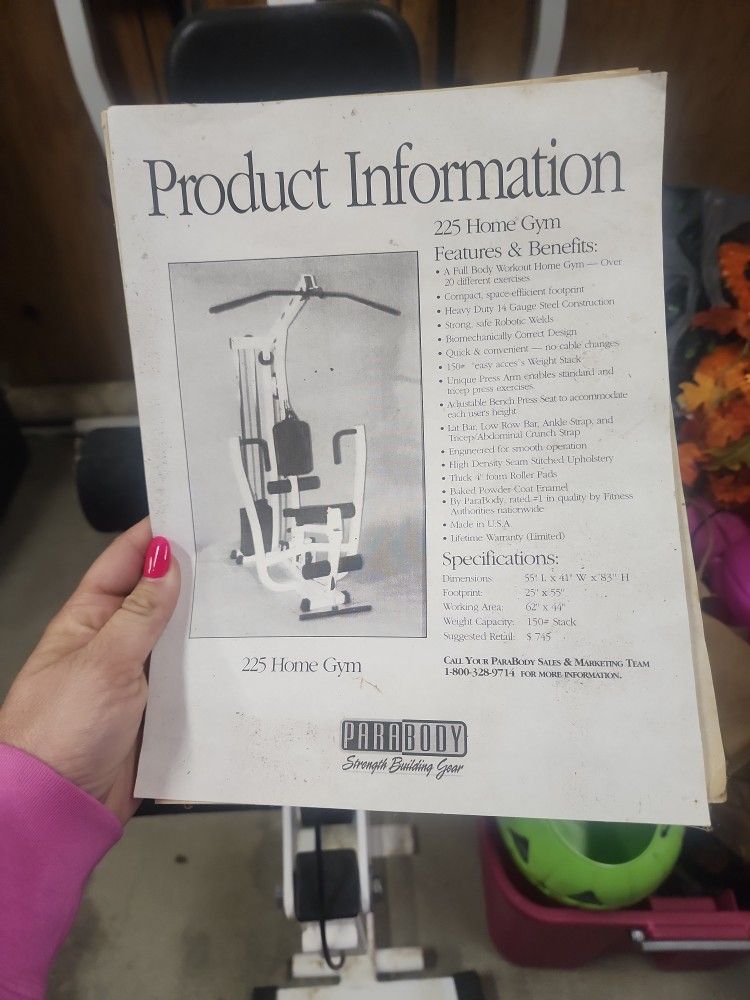 Product Information
225 Home Gym
Features & Benefits:
• A Full Body Workout Home Gym — Over
20 different exercises
• Compact, space-efficient footprint
• Heavy Duty 14 Gauge Steel Construction
• Strong, safe Robotic Welds
• Biomechanically Correct Design
• Quick & convenient — no cable changes
• 150# "easy acces"s Weight Stack
• Unique Press Arm enables standard and
incep press exercises
• Adjustable Bench Press Seat to accommodate
each user's height
• Lat Bar, Low Row Bar, Ankle Strap, and
Tricep/Abdominal Crunch Strap
• Engineered for smooth operation
• High Density Seam Stitched Upholstery
• Thick 4" foam Roller Pads
• Baked Powder-Coat Enamel
• By ParaBody, rated #1 in quality by Fitness
Authorities nationwide
• Made in U.S.A
• Lifetime Warranty (Limited)
Specifications:
Dimensions: 55" L x 41" W x 83" H
Footprint: 25" x 55"
Working Area: 62" x 44"
Weight Capacity: 150# Stack
Suggested Retail: $ 745
225 Home Gym
CALL YOUR PARABODY SALES & MARKETING TEAM
1-800-328-9714 FOR MORE INFORMATION.
PARABODY
Strength Building Gear